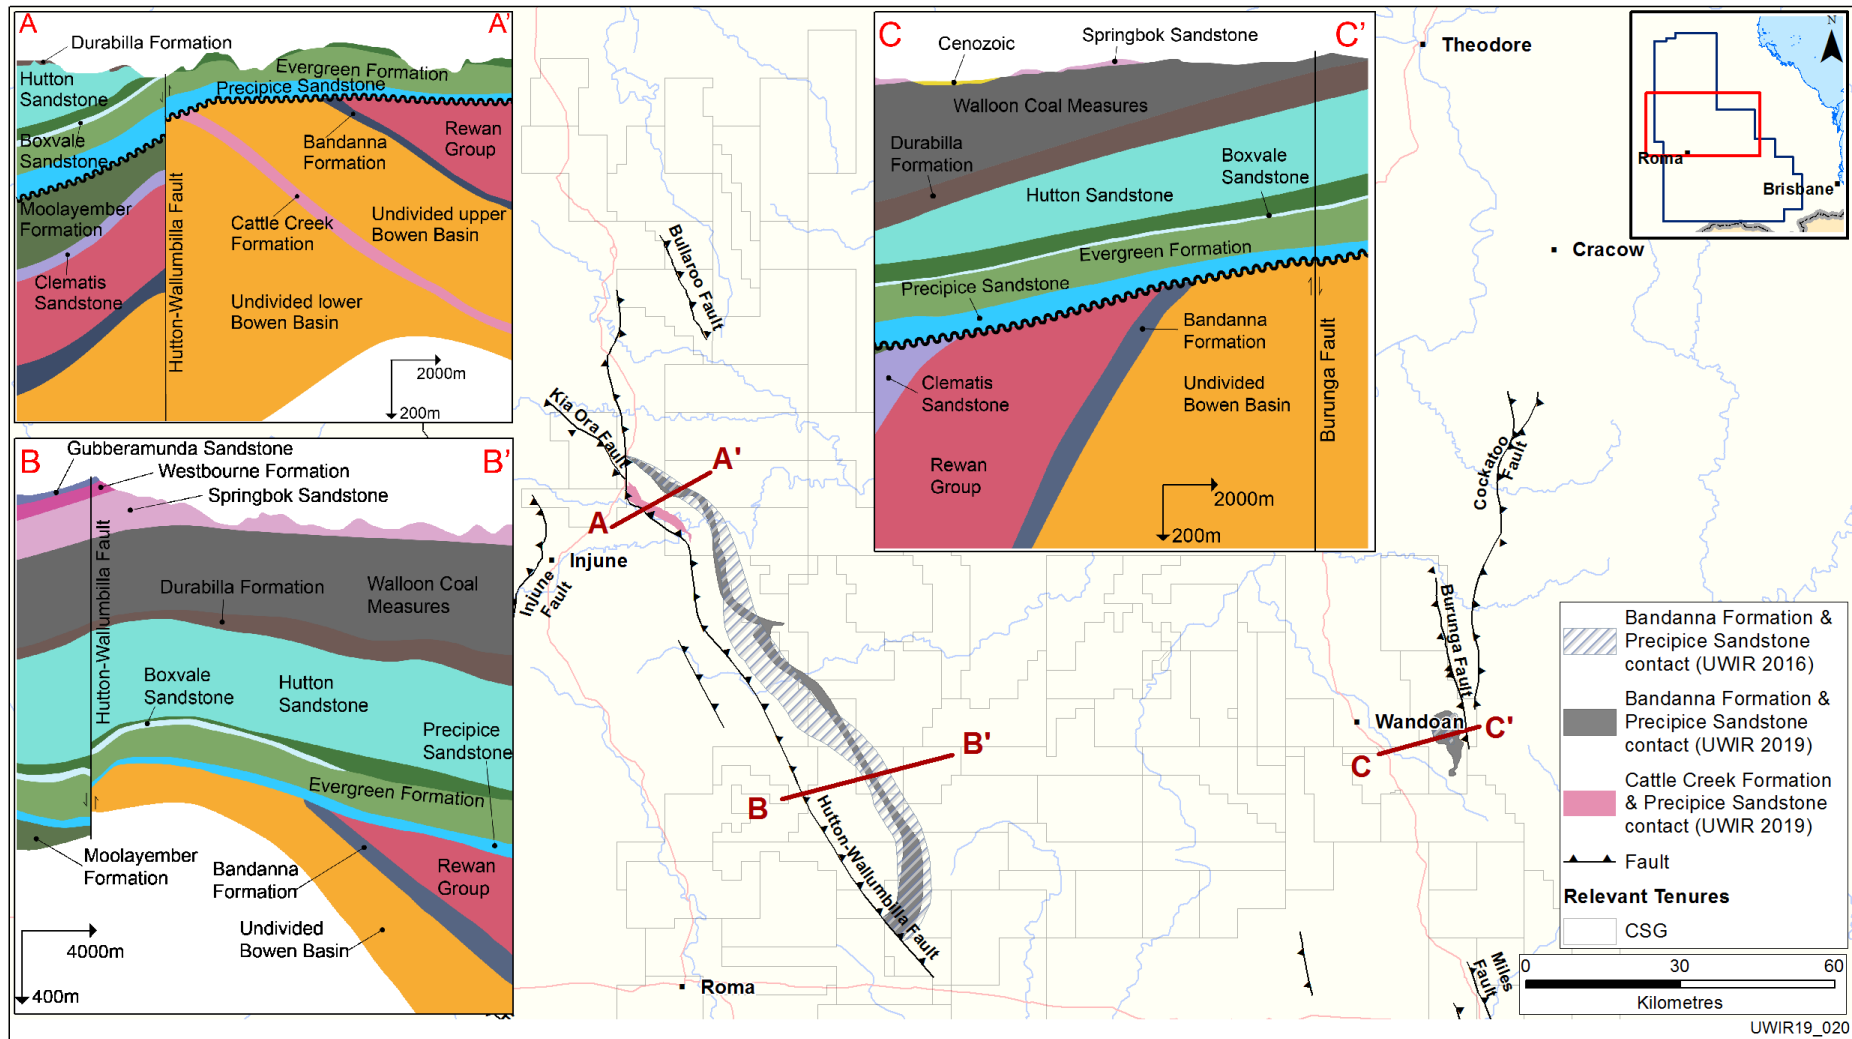 A
A'
Durabilla Formation
Hutton
Sandstone
Evergreen Formation
Precipice Sandstone
Boxvale
Sandstone
Bandanna
Formation
Rewan
Group
Moolayember
Formation
Hutton-Wallumbilla Fault
Cattle Creek
Formation
Undivided upper
Bowen Basin
Clematis
Sandstone
Undivided lower
Bowen Basin
2000m
200m
B
B'
Gubberamunda Sandstone
Westbourne Formation
Springbok Sandstone
Hutton-Wallumbilla Fault
Durabilla Formation
Walloon Coal
Measures
Boxvale
Sandstone
Hutton
Sandstone
Precipice
Sandstone
Evergreen Formation
Moolayember
Formation
Bandanna
Formation
Rewan
Group
Undivided
Bowen Basin
4000m
400m
C
C'
Cenozoic
Springbok Sandstone
Walloon Coal Measures
Durabilla
Formation
Boxvale
Sandstone
Hutton Sandstone
Evergreen Formation
Precipice Sandstone
Bandanna
Formation
Clematis
Sandstone
Undivided
Bowen Basin
Burunga Fault
Rewan
Group
2000m
200m
N
Roma
Brisbane
Theodore
Cracow
Bullaroo Fault
Kia Ora Fault
A
A'
Injune
Injune
Fault
Cockatoo
Fault
Burunga Fault
Wandoan
C
C'
B
B'
Hutton-Wallumbilla Fault
Roma
Miles
Fault
Bandanna Formation &
Precipice Sandstone
contact (UWIR 2016)
Bandanna Formation &
Precipice Sandstone
contact (UWIR 2019)
Cattle Creek Formation
& Precipice Sandstone
contact (UWIR 2019)
Fault
Relevant Tenures
CSG
0 30 60
Kilometres
UWIR19_020